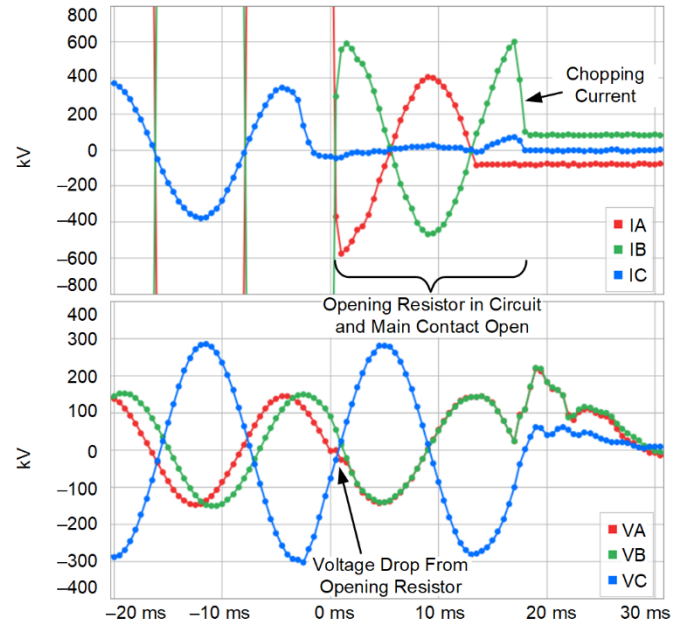 800
600
400
200
0
–200
–400
–600
–800
kV
Chopping
Current
IA
IB
IC
Opening Resistor in Circuit
and Main Contact Open
400
300
200
100
0
–100
–200
–300
–400
kV
Voltage Drop From
Opening Resistor
VA
VB
VC
–20 ms –10 ms 0 ms 10 ms 20 ms 30 ms